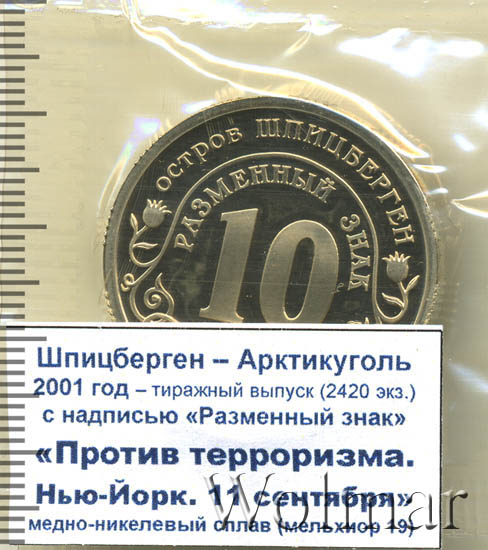 ОСТРОВ ШПИЦБЕРГЕН
РАЗМЕННЫЙ ЗНАК
10
Шпицберген – Арктикуголь
2001 год – тиражный выпуск (2420 экз.)
с надписью «Разменный знак»
«Против терроризма.
Нью-Йорк. 11 сентября»
медно-никелевый сплав (мельхиор 19)
Wolmar